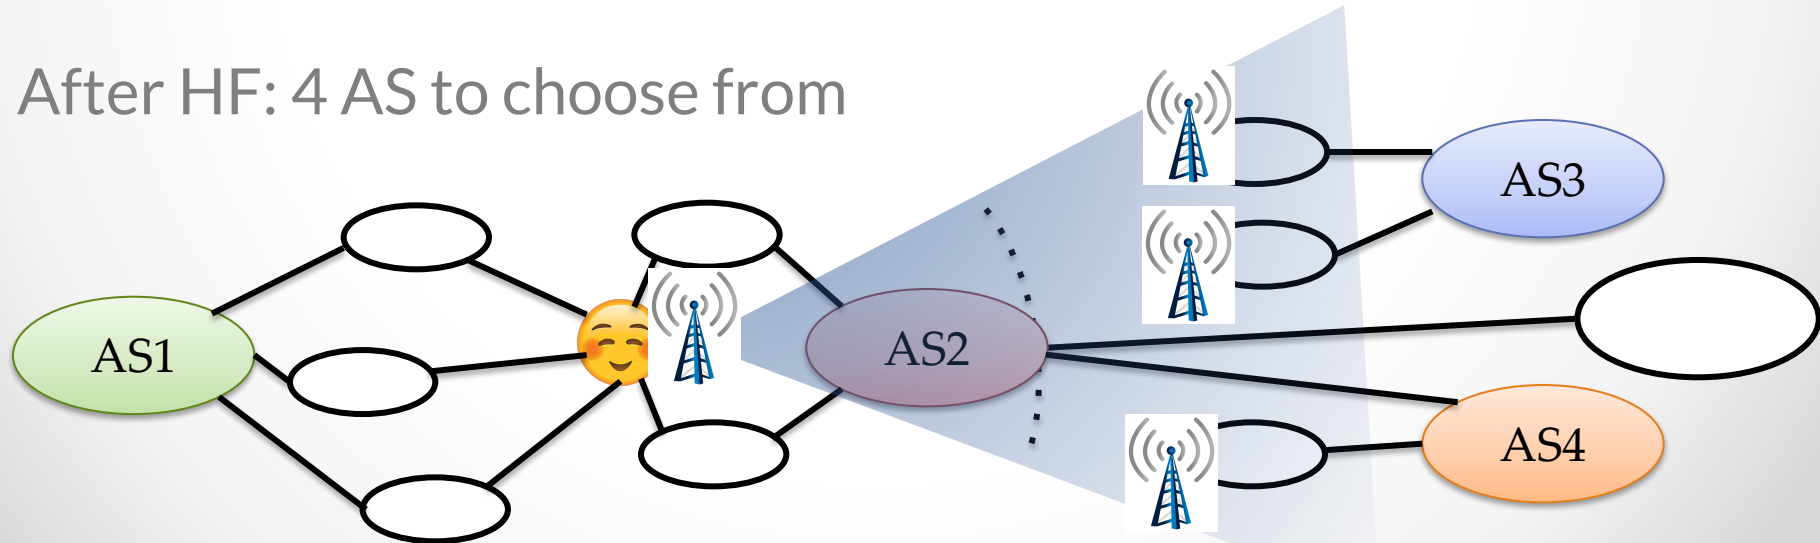 After HF: 4 AS to choose from
AS3
AS1
AS2
AS4